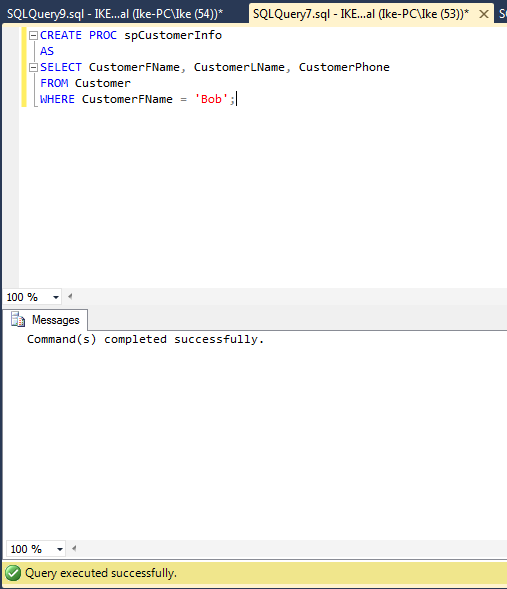 SQLQuery9.sql - IKE...al (Ike-PC\Ike (54))* SQLQuery7.sql - IKE...al (Ike-PC\Ike (53))* ✕ S
CREATE PROC spCustomerInfo
AS
SELECT CustomerFName, CustomerLName, CustomerPhone
FROM Customer
WHERE CustomerFName = 'Bob';
100 %
Messages
Command(s) completed successfully.
100 %
Query executed successfully.